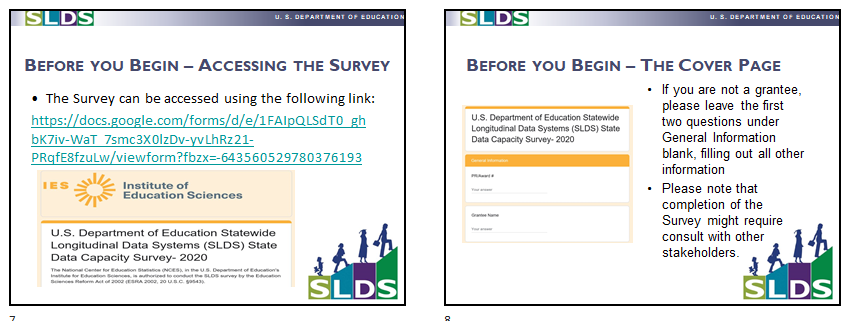 SLDS
U. S. DEPARTMENT OF EDUCATION
BEFORE YOU BEGIN – ACCESSING THE SURVEY
• The Survey can be accessed using the following link:
https://docs.google.com/forms/d/e/1FAIpQLSdT0_gh
bK7iv-WaT_7smc3X0lzDv-yvLhRz21-
PRqfE8fzuLw/viewform?fbzx=-643560529780376193
IES Institute of
Education Sciences
U.S. Department of Education Statewide
Longitudinal Data Systems (SLDS) State
Data Capacity Survey- 2020
The National Center for Education Statistics (NCES), in the U.S. Department of Education's
Institute for Education Sciences, is authorized to conduct the SLDS survey by the Education
Sciences Reform Act of 2002 (ESRA 2002, 20 U.S.C. §9543).
SLDS
7
SLDS
U. S. DEPARTMENT OF EDUCATION
BEFORE YOU BEGIN – THE COVER PAGE
U.S. Department of Education Statewide
Longitudinal Data Systems (SLDS) State
Data Capacity Survey- 2020
General Information
PR/Award #
Your answer
Grantee Name
Your answer
• If you are not a grantee,
please leave the first
two questions under
General Information
blank, filling out all other
information
• Please note that
completion of the
Survey might require
consult with other
stakeholders.
SLDS
8